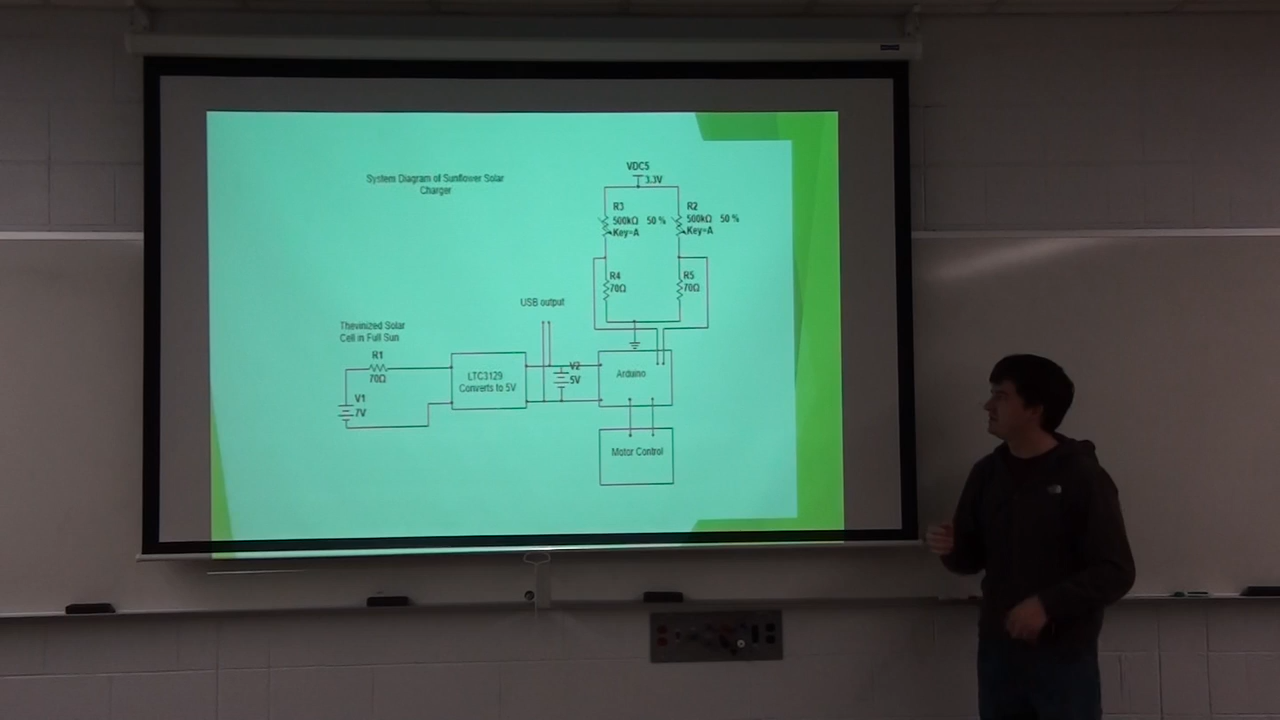 System Diagram of Sunflower Solar
Charger
VDC5
3.3V
R3
500kΩ 50 %
Key=A
R2
500kΩ 50 %
Key=A
R4
70Ω
R5
70Ω
USB output
Thevinized Solar
Cell in Full Sun
R1
70Ω
V1
7V
LTC3129
Converts to 5V
V2
5V
Arduino
Motor Control